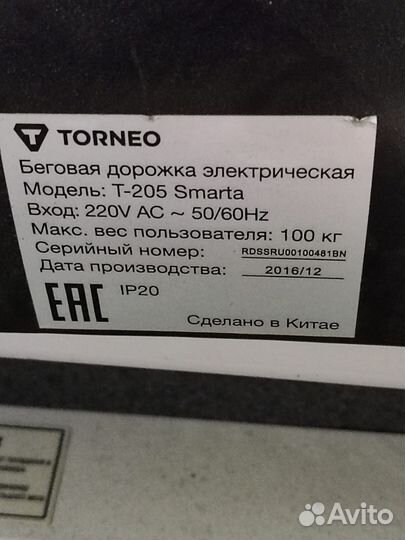 TORNEO
Беговая дорожка электрическая
Модель: T-205 Smarta
Вход: 220V AC ~ 50/60Hz
Макс. вес пользователя: 100 кг
Серийный номер: RDSSRU00100481BN
Дата производства: 2016/12
EAC IP20
Сделано в Китае
Avito